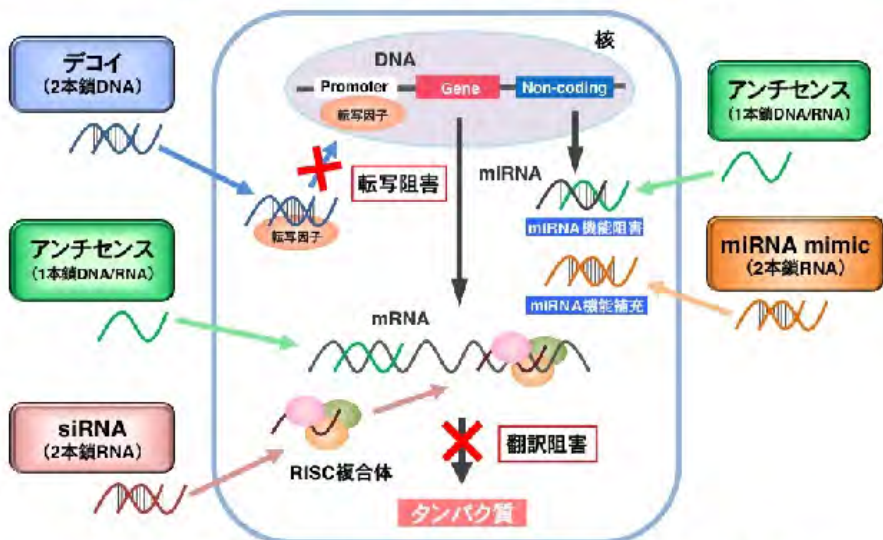 核
DNA
Promoter
Gene
Non-coding
転写因子
デコイ
(2本鎖DNA)
転写阻害
転写因子
miRNA
miRNA機能阻害
アンチセンス
(1本鎖DNA/RNA)
miRNA機能補充
miRNA mimic
(2本鎖RNA)
アンチセンス
(1本鎖DNA/RNA)
mRNA
siRNA
(2本鎖RNA)
RISC複合体
翻訳阻害
タンパク質